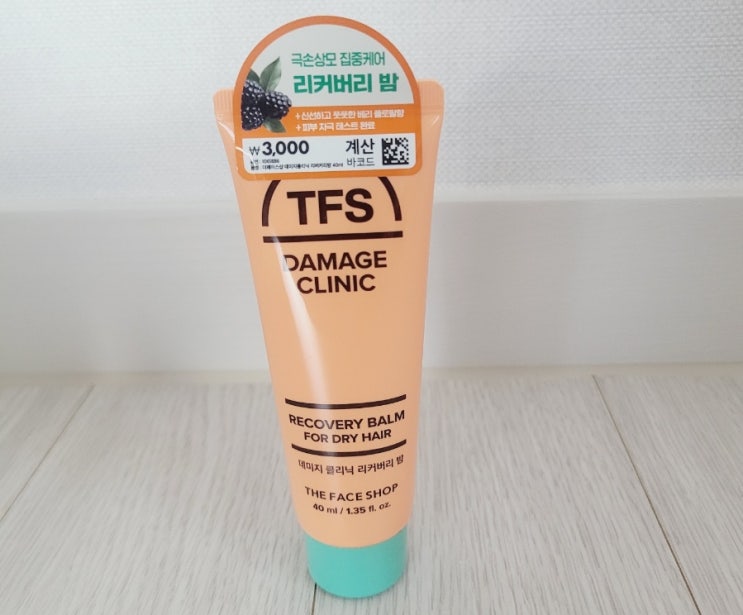 극손상모 집중케어
리커버리 밤
+신선하고 풋풋한 베리 플로랄향
+피부 자극 테스트 완료
₩3,000
계산
바코드
TFS
DAMAGE
CLINIC
RECOVERY BALM
FOR DRY HAIR
데미지 클리닉 리커버리 밤
THE FACE SHOP
40 ml / 1.35 fl. oz.